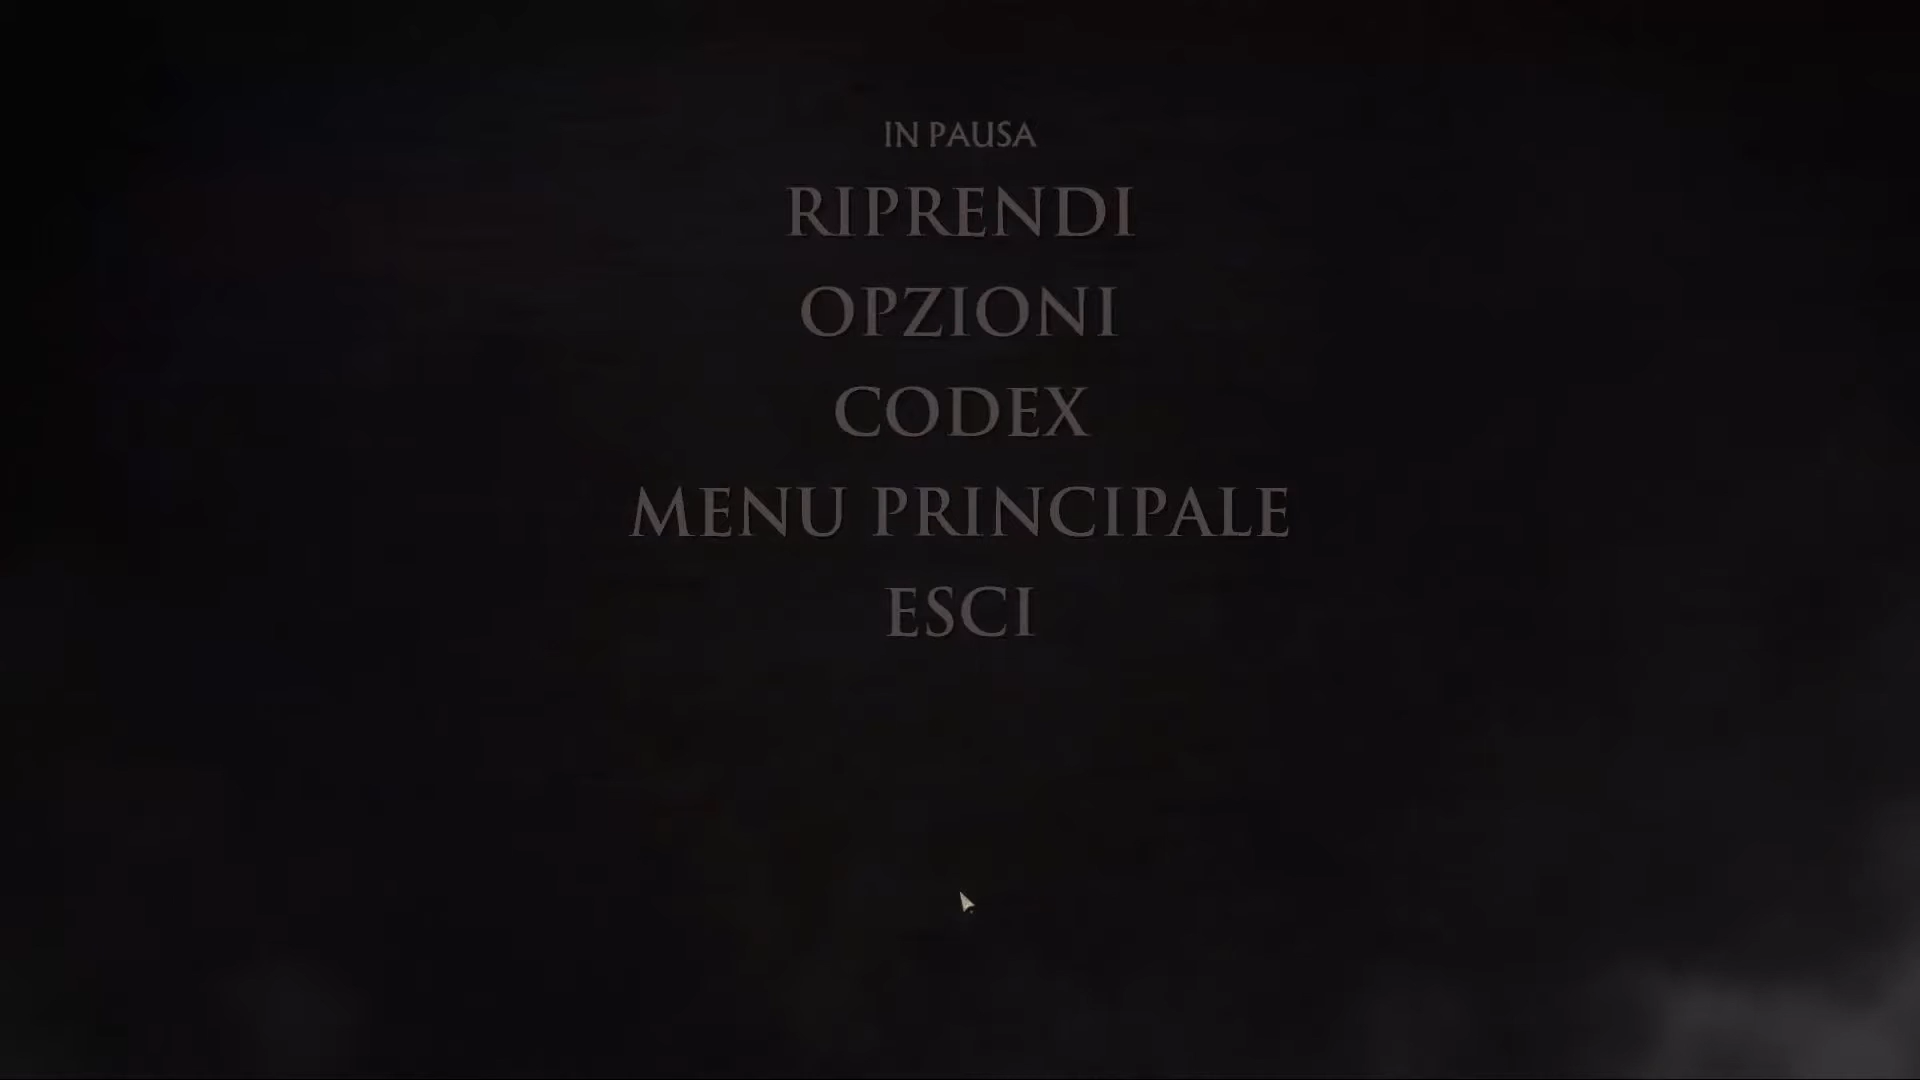 IN PAUSA
RIPRENDI
OPZIONI
CODEX
MENU PRINCIPALE
ESCI